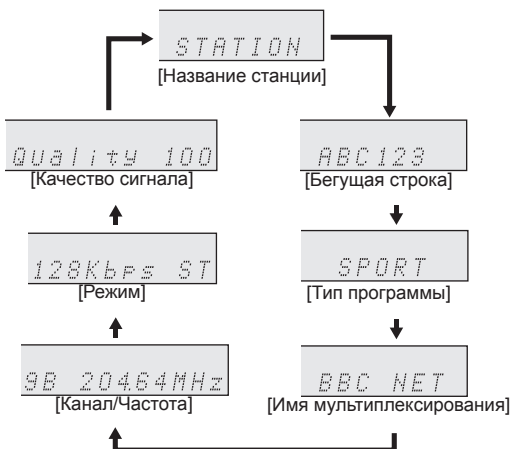 STATION
[Название станции]
Quality 100
[Качество сигнала]
ABC123
[Бегущая строка]
128Kbps ST
[Режим]
SPORT
[Тип программы]
9B 20464MHz
[Канал/Частота]
BBC NET
[Имя мультиплексирования]